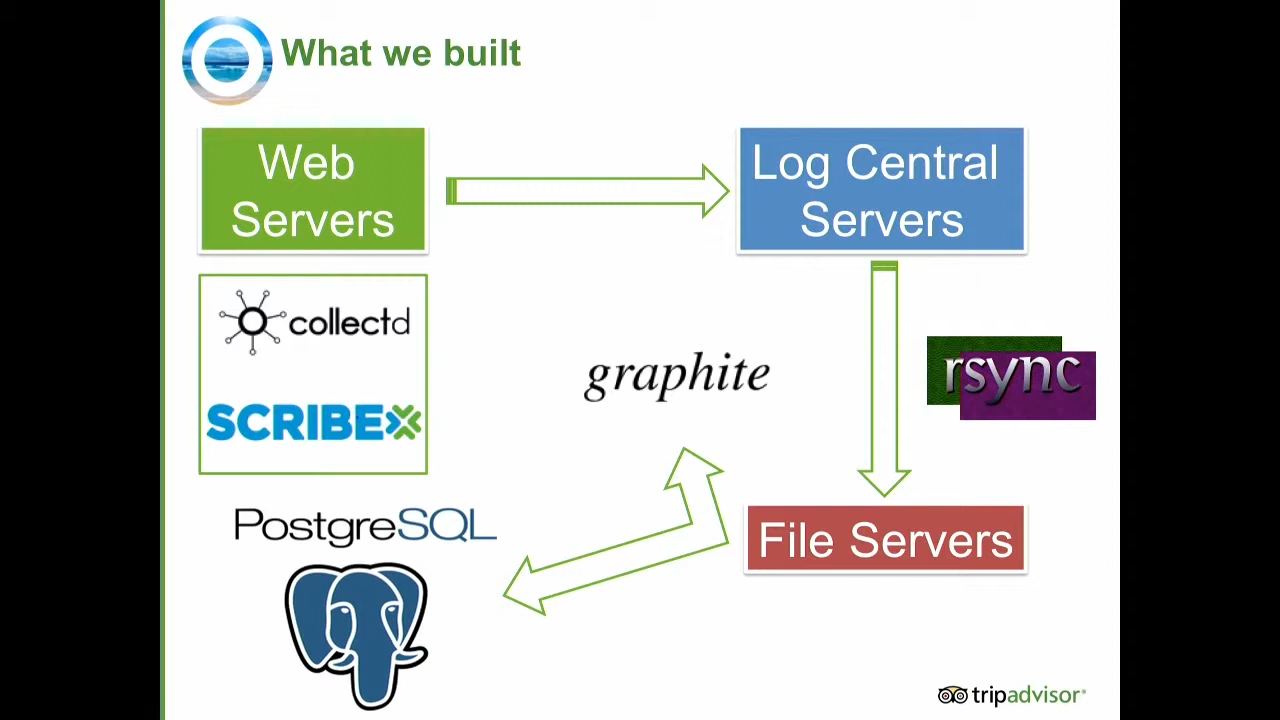 What we built
Web
Servers
Log Central
Servers
collectd
SCRIBE
graphite
rsync
PostgreSQL
File Servers
tripadvisor®